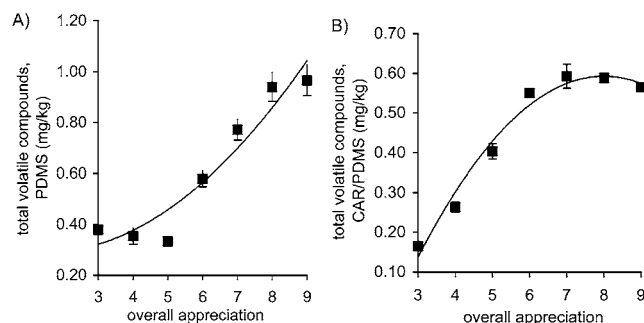 A)
total volatile compounds,
PDMS (mg/kg)
1.20
1.00
0.80
0.60
0.40
0.20
3 4 5 6 7 8 9
overall appreciation
B)
total volatile compounds,
CAR/PDMS (mg/kg)
0.70
0.60
0.50
0.40
0.30
0.20
0.10
3 4 5 6 7 8 9
overall appreciation